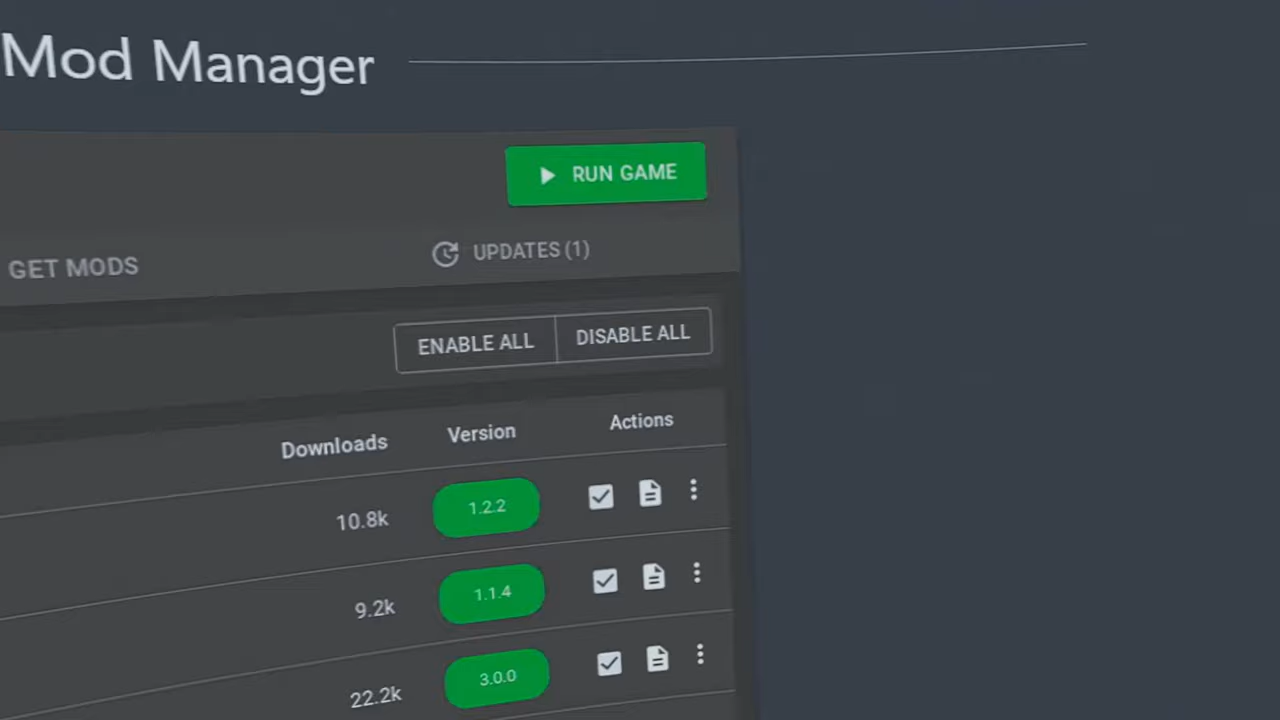 Mod Manager
RUN GAME
GET MODS
UPDATES (1)
ENABLE ALL
DISABLE ALL
Downloads
Version
Actions
10.8k
1.2.2
9.2k
1.1.4
22.2k
3.0.0